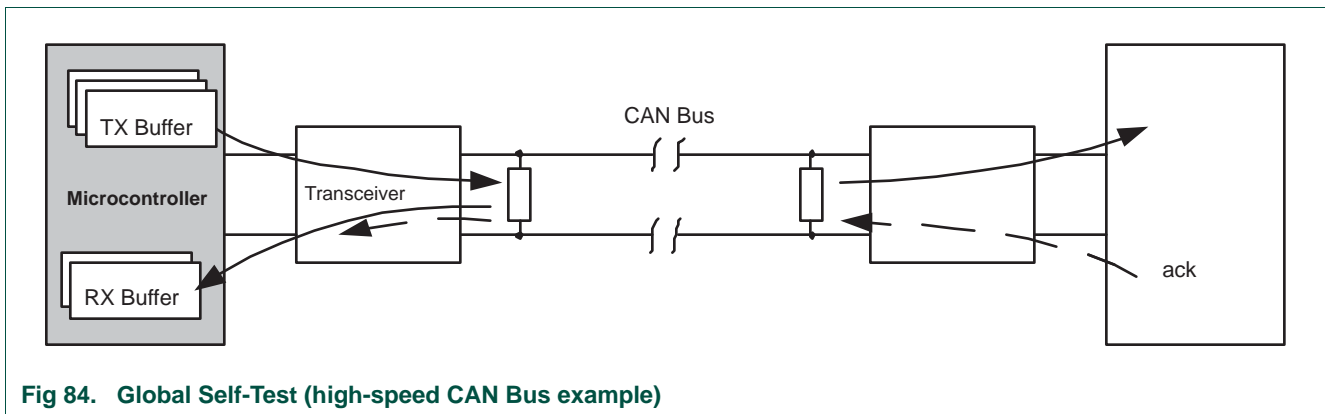 CAN Bus
TX Buffer
Microcontroller
Transceiver
RX Buffer
ack
Fig 84. Global Self-Test (high-speed CAN Bus example)